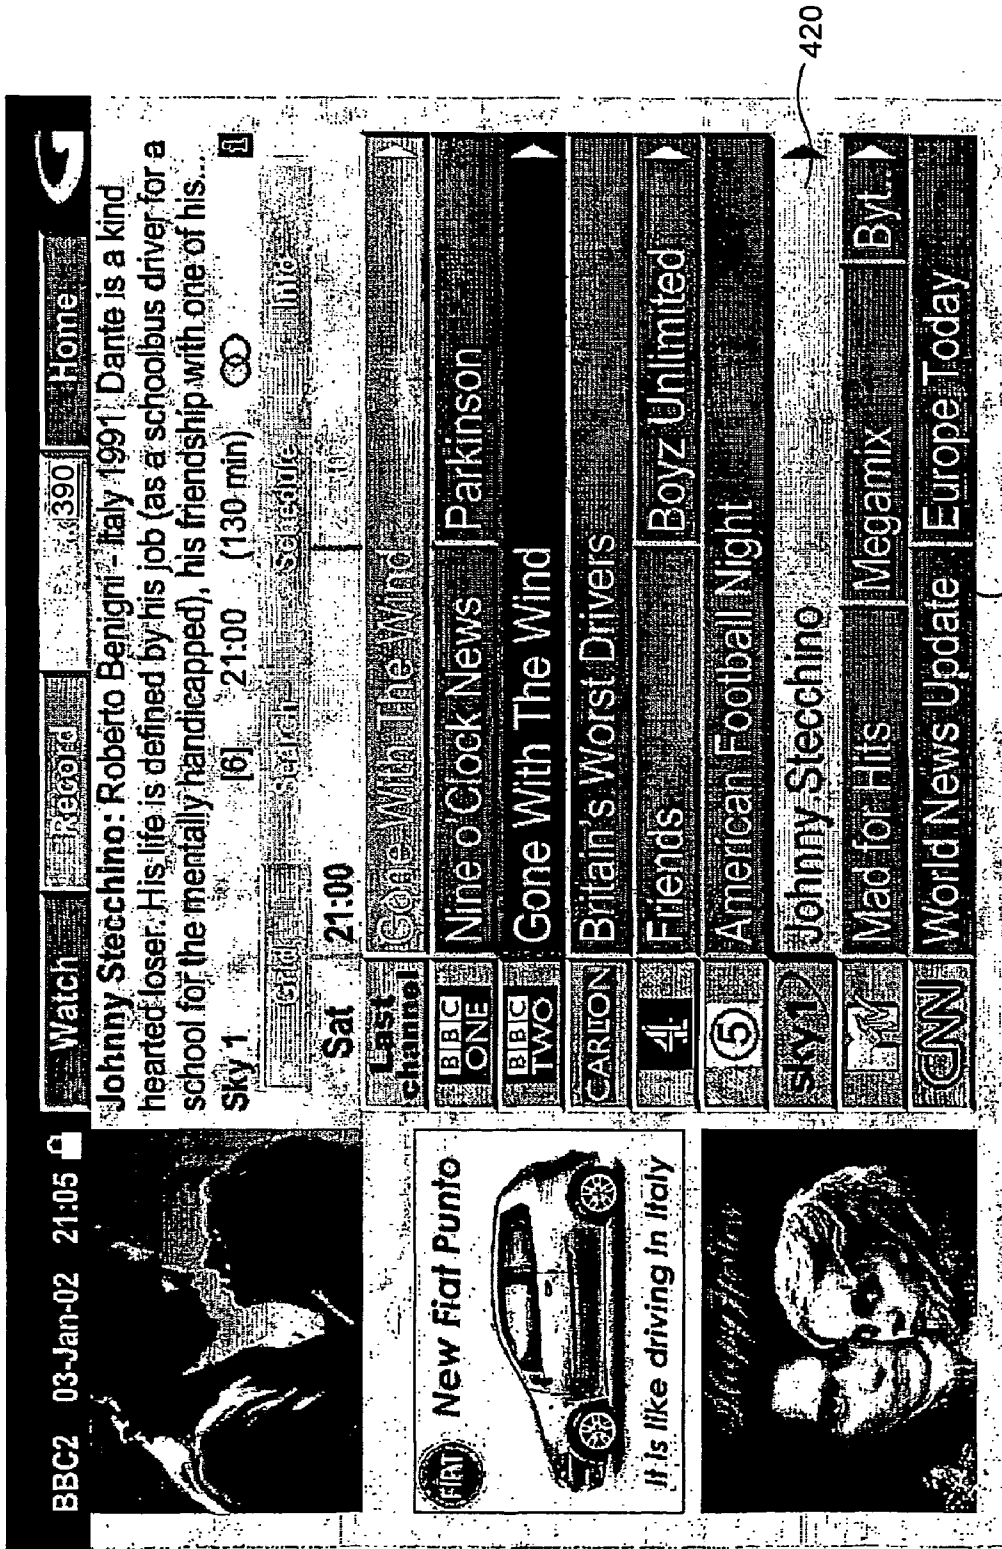 BBC2 03-Jan-02 21:05
Watch Record 390 Home
Johnny Stecchino: Roberto Benigni - Italy 1991 Dante is a kind
hearted loser. His life is defined by his job (as a schoolbus driver for a
school for the mentally handicapped), his friendship with one of his...
Sky 1 [6] 21:00 (130 min) i
Grid Search Schedule Info
Sat 21:00
Last channel Gone With The Wind
BBC ONE Nine o'Clock News Parkinson
BBC TWO Gone With The Wind
CARLTON Britain's Worst Drivers
4 Friends Boyz Unlimited
5 American Football Night
sky 1 Johnny Stecchino
Mad for Hits Megamix Byt...
CNN World News Update Europe Today
FIAT New Fiat Punto
It is like driving in Italy
420